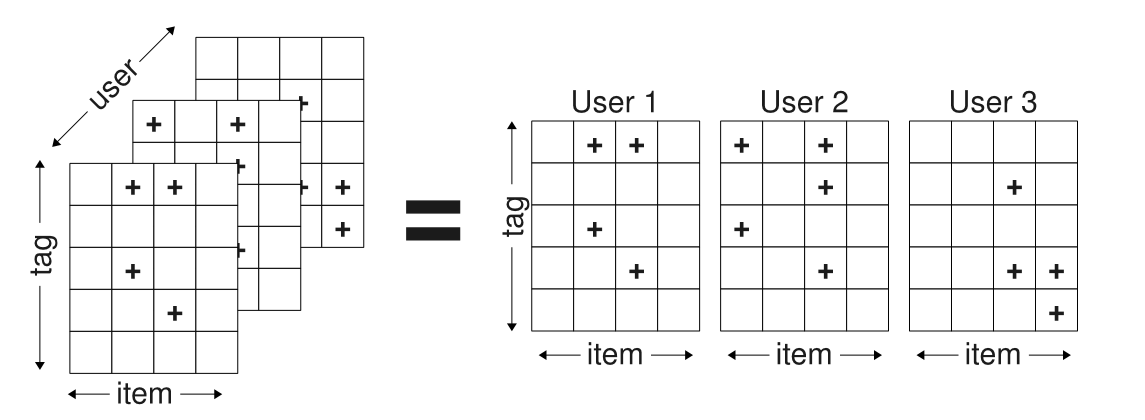 user
tag
item
User 1
User 2
User 3
tag
item
item
item